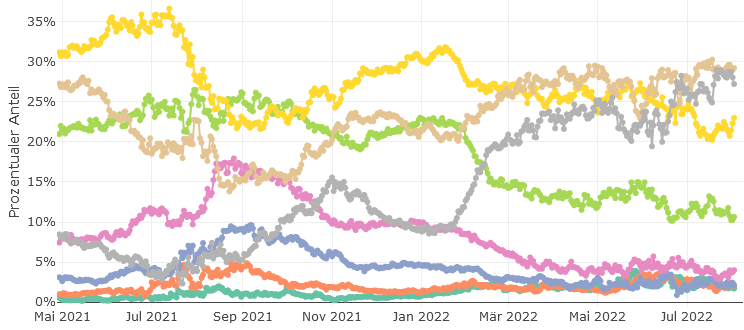 35%
30%
25%
20%
15%
10%
5%
0%
Prozentualer Anteil
Mai 2021
Jul 2021
Sep 2021
Nov 2021
Jan 2022
Mär 2022
Mai 2022
Jul 2022